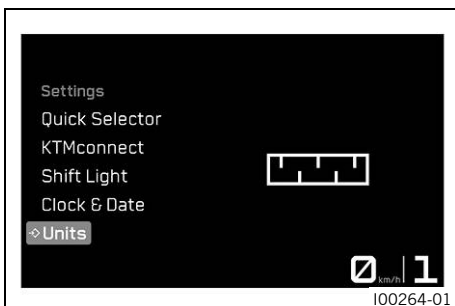 Settings
Quick Selector
KTMconnect
Shift Light
Clock & Date
Units
0 km/h 1
I00264-01